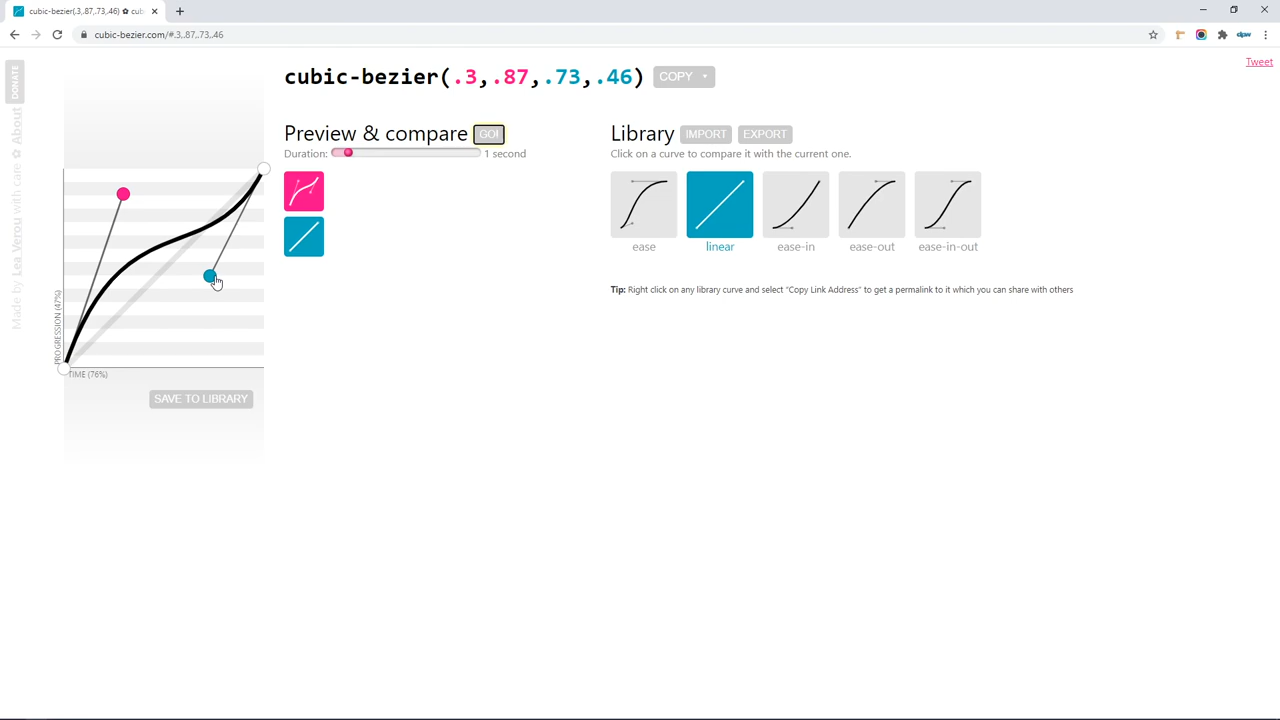 cubic-bezier(.3,.87,.73,.46) ✿ cub
cubic-bezier.com/#.3,.87,.73,.46
Tweet
DONATE
Made by Lea Verou with care ✿ About
cubic-bezier(.3,.87,.73,.46)
COPY
Preview & compare GO!
Duration: 1 second
Library IMPORT EXPORT
Click on a curve to compare it with the current one.
ease linear ease-in ease-out ease-in-out
Tip: Right click on any library curve and select "Copy Link Address" to get a permalink to it which you can share with others
PROGRESSION (47%)
TIME (76%)
SAVE TO LIBRARY